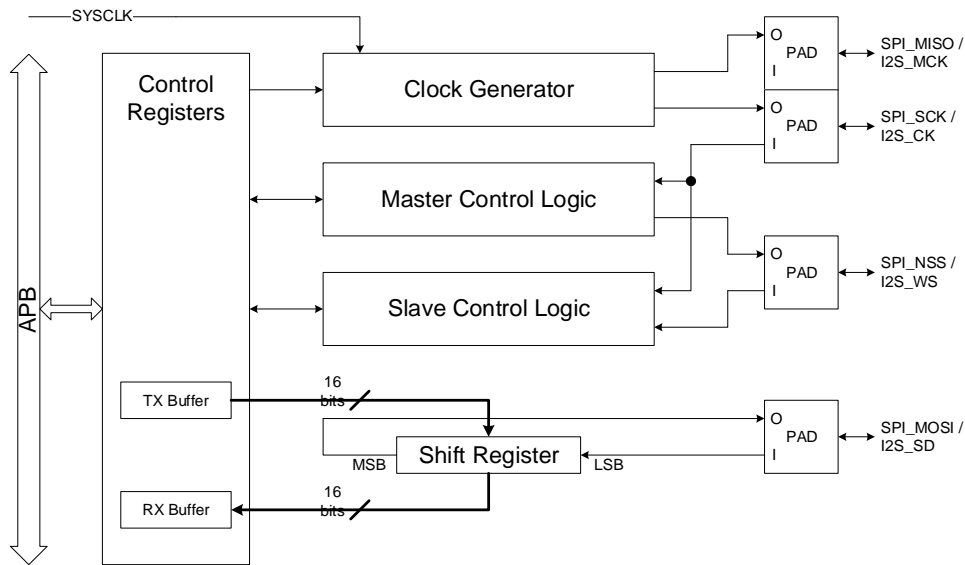 SYSCLK
APB
Control
Registers
Clock Generator
Master Control Logic
Slave Control Logic
TX Buffer
RX Buffer
16
bits
16
bits
MSB
Shift Register
LSB
O
PAD
I
SPI_MISO /
I2S_MCK
O
PAD
I
SPI_SCK /
I2S_CK
O
PAD
I
SPI_NSS /
I2S_WS
O
PAD
I
SPI_MOSI /
I2S_SD